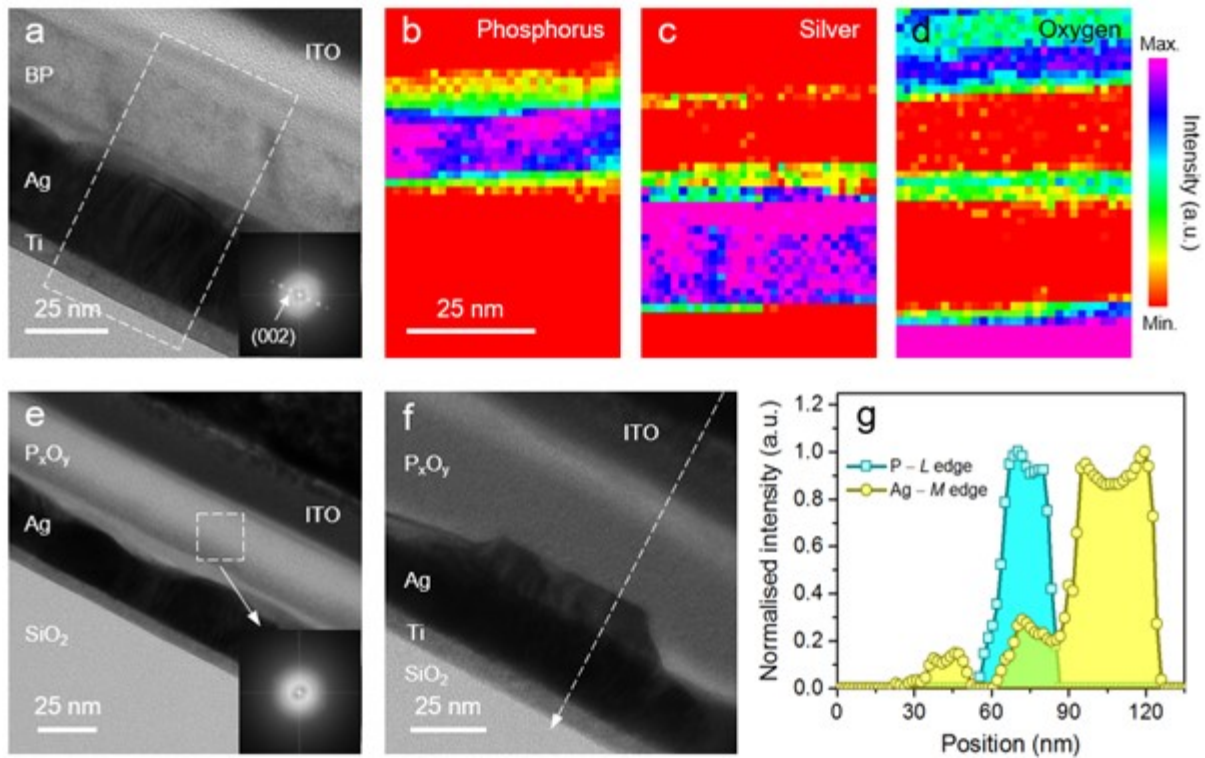 a
ITO
BP
Ag
Ti
25 nm
(002)
b
Phosphorus
25 nm
c
Silver
d
Oxygen
Max.
Intensity (a.u.)
Min.
e
PxOy
Ag
ITO
SiO2
25 nm
f
ITO
PxOy
Ag
Ti
SiO2
25 nm
g
Normalised intensity (a.u.)
1.2
1.0
0.8
0.6
0.4
0.2
0.0
P – L edge
Ag – M edge
0 30 60 90 120
Position (nm)